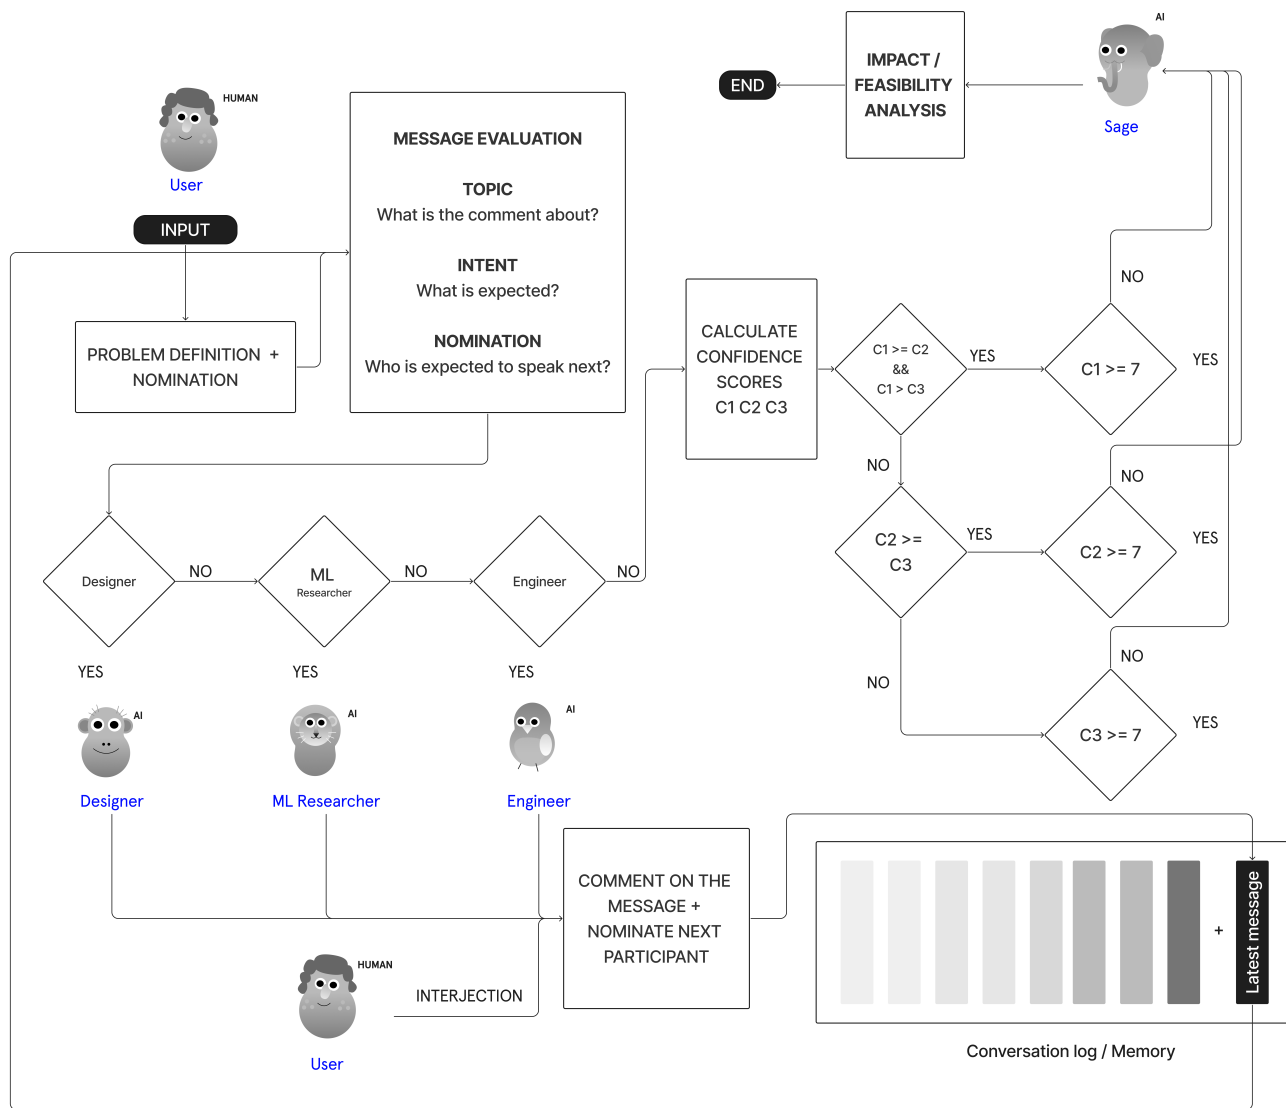 HUMAN
User
INPUT
PROBLEM DEFINITION +
NOMINATION
MESSAGE EVALUATION
TOPIC
What is the comment about?
INTENT
What is expected?
NOMINATION
Who is expected to speak next?
END
IMPACT /
FEASIBILITY
ANALYSIS
AI
Sage
CALCULATE
CONFIDENCE
SCORES
C1 C2 C3
C1 >= C2
&&
C1 > C3
YES
C1 >= 7
NO
YES
NO
C2 >=
C3
YES
C2 >= 7
NO
YES
NO
C3 >= 7
NO
YES
Designer
NO
ML
Researcher
NO
Engineer
NO
YES
YES
YES
AI
Designer
AI
ML Researcher
AI
Engineer
HUMAN
User
INTERJECTION
COMMENT ON THE
MESSAGE +
NOMINATE NEXT
PARTICIPANT
+
Latest message
Conversation log / Memory